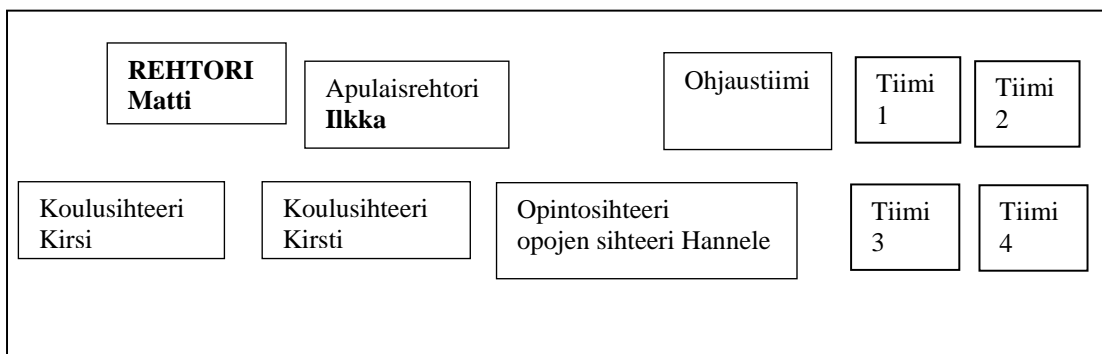 REHTORI
Matti
Apulaisrehtori
Ilkka
Ohjaustiimi
Tiimi
1
Tiimi
2
Koulusihteeri
Kirsi
Koulusihteeri
Kirsti
Opintosihteeri
opojen sihteeri Hannele
Tiimi
3
Tiimi
4